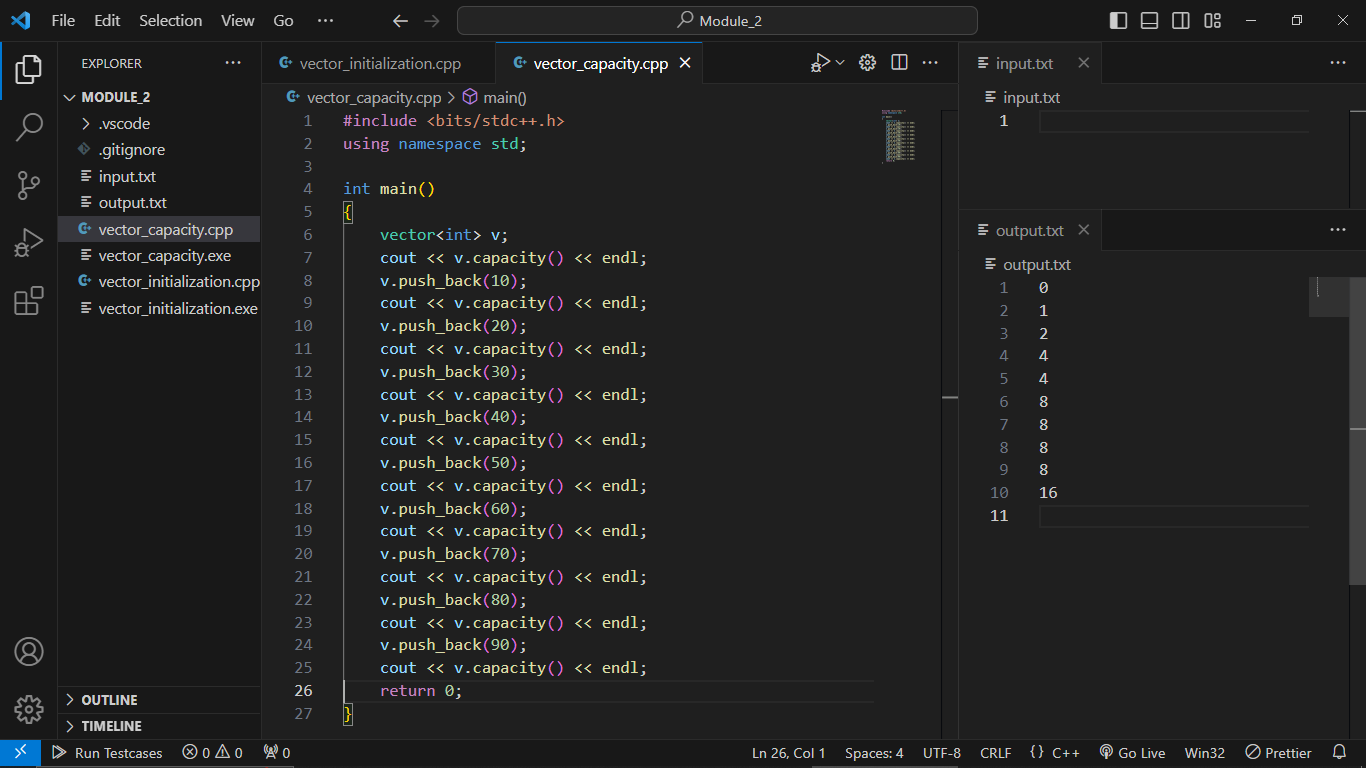 File Edit Selection View Go ··· Module_2
EXPLORER ···
MODULE_2
.vscode
.gitignore
input.txt
output.txt
vector_capacity.cpp
vector_capacity.exe
vector_initialization.cpp
vector_initialization.exe
OUTLINE
TIMELINE
vector_initialization.cpp vector_capacity.cpp
vector_capacity.cpp > main()
1 #include <bits/stdc++.h>
2 using namespace std;
3
4 int main()
5 {
6 vector<int> v;
7 cout << v.capacity() << endl;
8 v.push_back(10);
9 cout << v.capacity() << endl;
10 v.push_back(20);
11 cout << v.capacity() << endl;
12 v.push_back(30);
13 cout << v.capacity() << endl;
14 v.push_back(40);
15 cout << v.capacity() << endl;
16 v.push_back(50);
17 cout << v.capacity() << endl;
18 v.push_back(60);
19 cout << v.capacity() << endl;
20 v.push_back(70);
21 cout << v.capacity() << endl;
22 v.push_back(80);
23 cout << v.capacity() << endl;
24 v.push_back(90);
25 cout << v.capacity() << endl;
26 return 0;
27 }
input.txt
input.txt
1
output.txt
output.txt
1 0
2 1
3 2
4 4
5 4
6 8
7 8
8 8
9 8
10 16
11
Run Testcases 0 0 0 Ln 26, Col 1 Spaces: 4 UTF-8 CRLF {} C++ Go Live Win32 Prettier